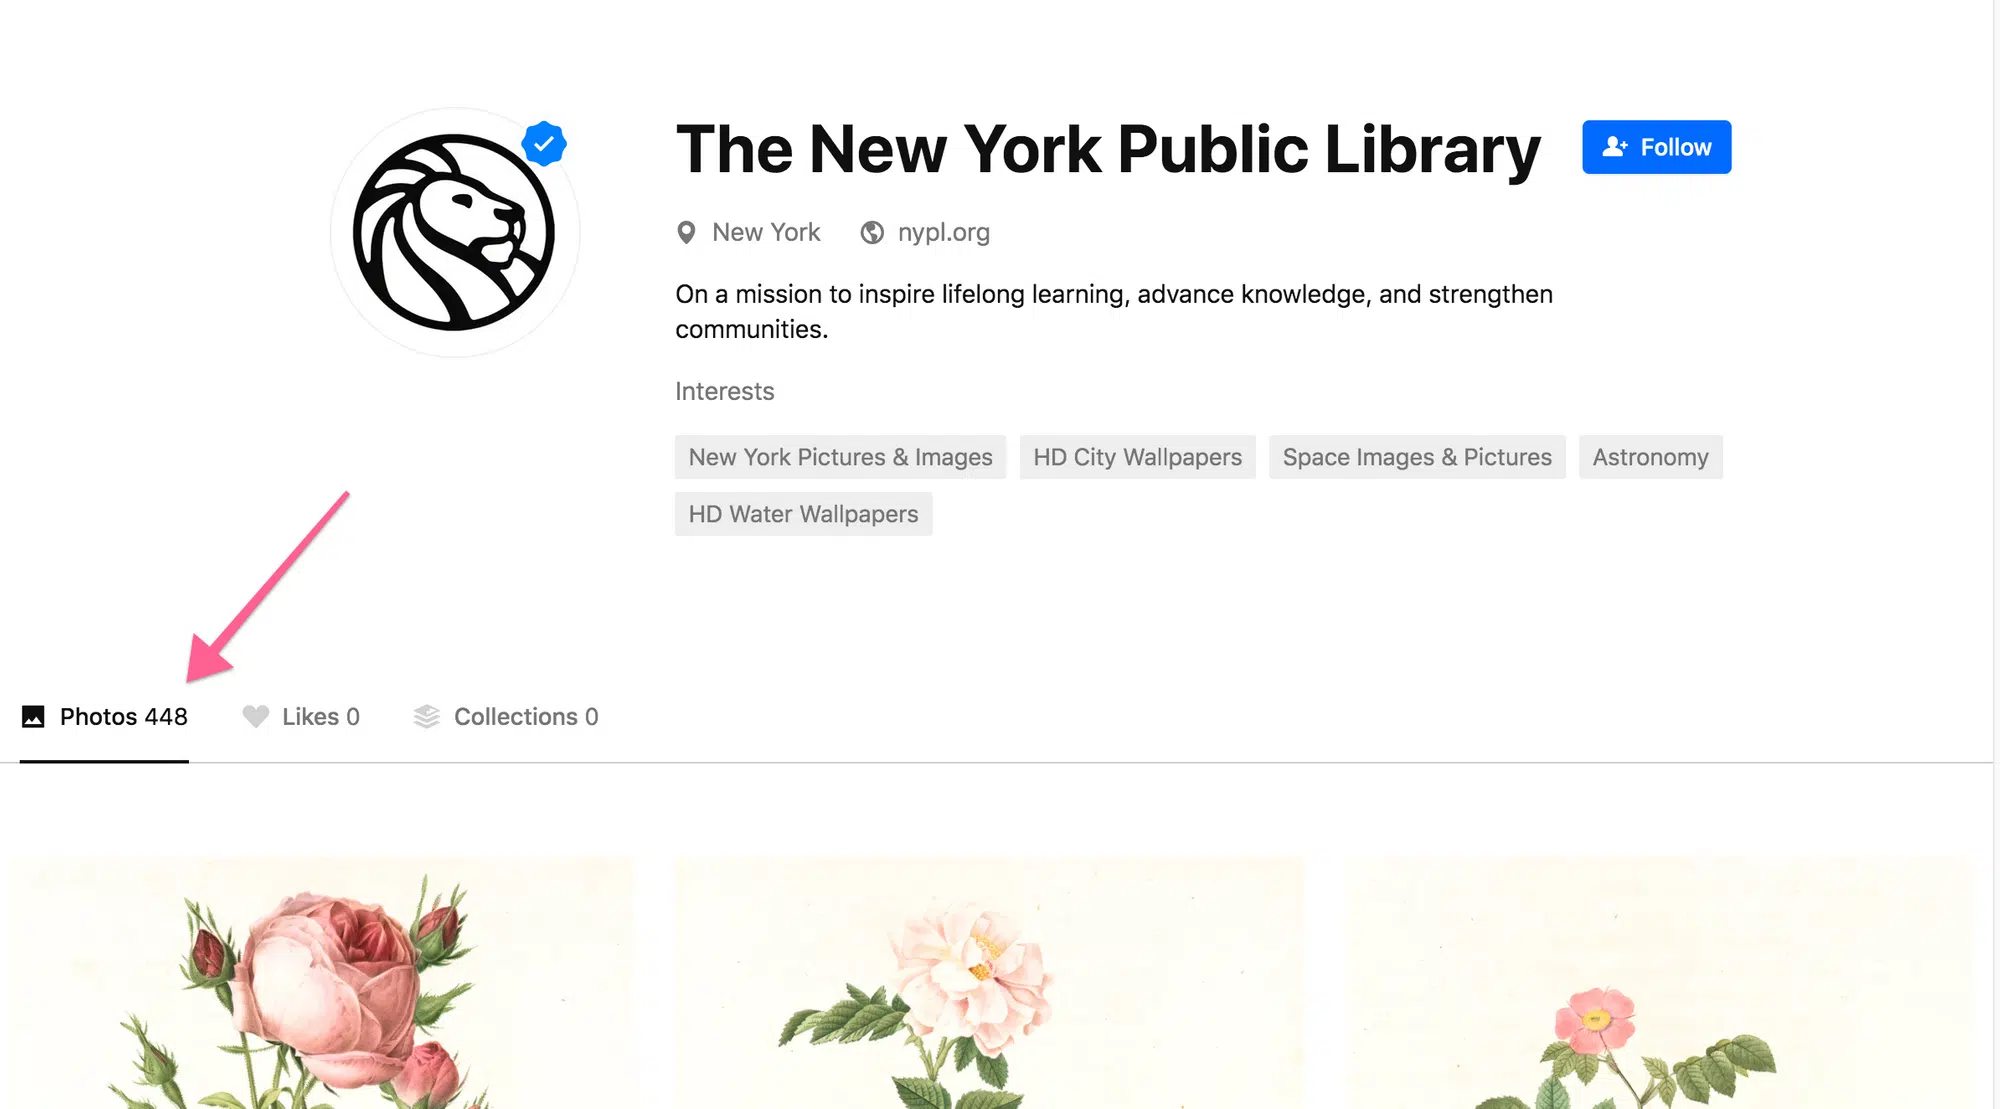 The New York Public Library
Follow
New York
nypl.org
On a mission to inspire lifelong learning, advance knowledge, and strengthen
communities.
Interests
New York Pictures & Images
HD City Wallpapers
Space Images & Pictures
Astronomy
HD Water Wallpapers
Photos 448
Likes 0
Collections 0